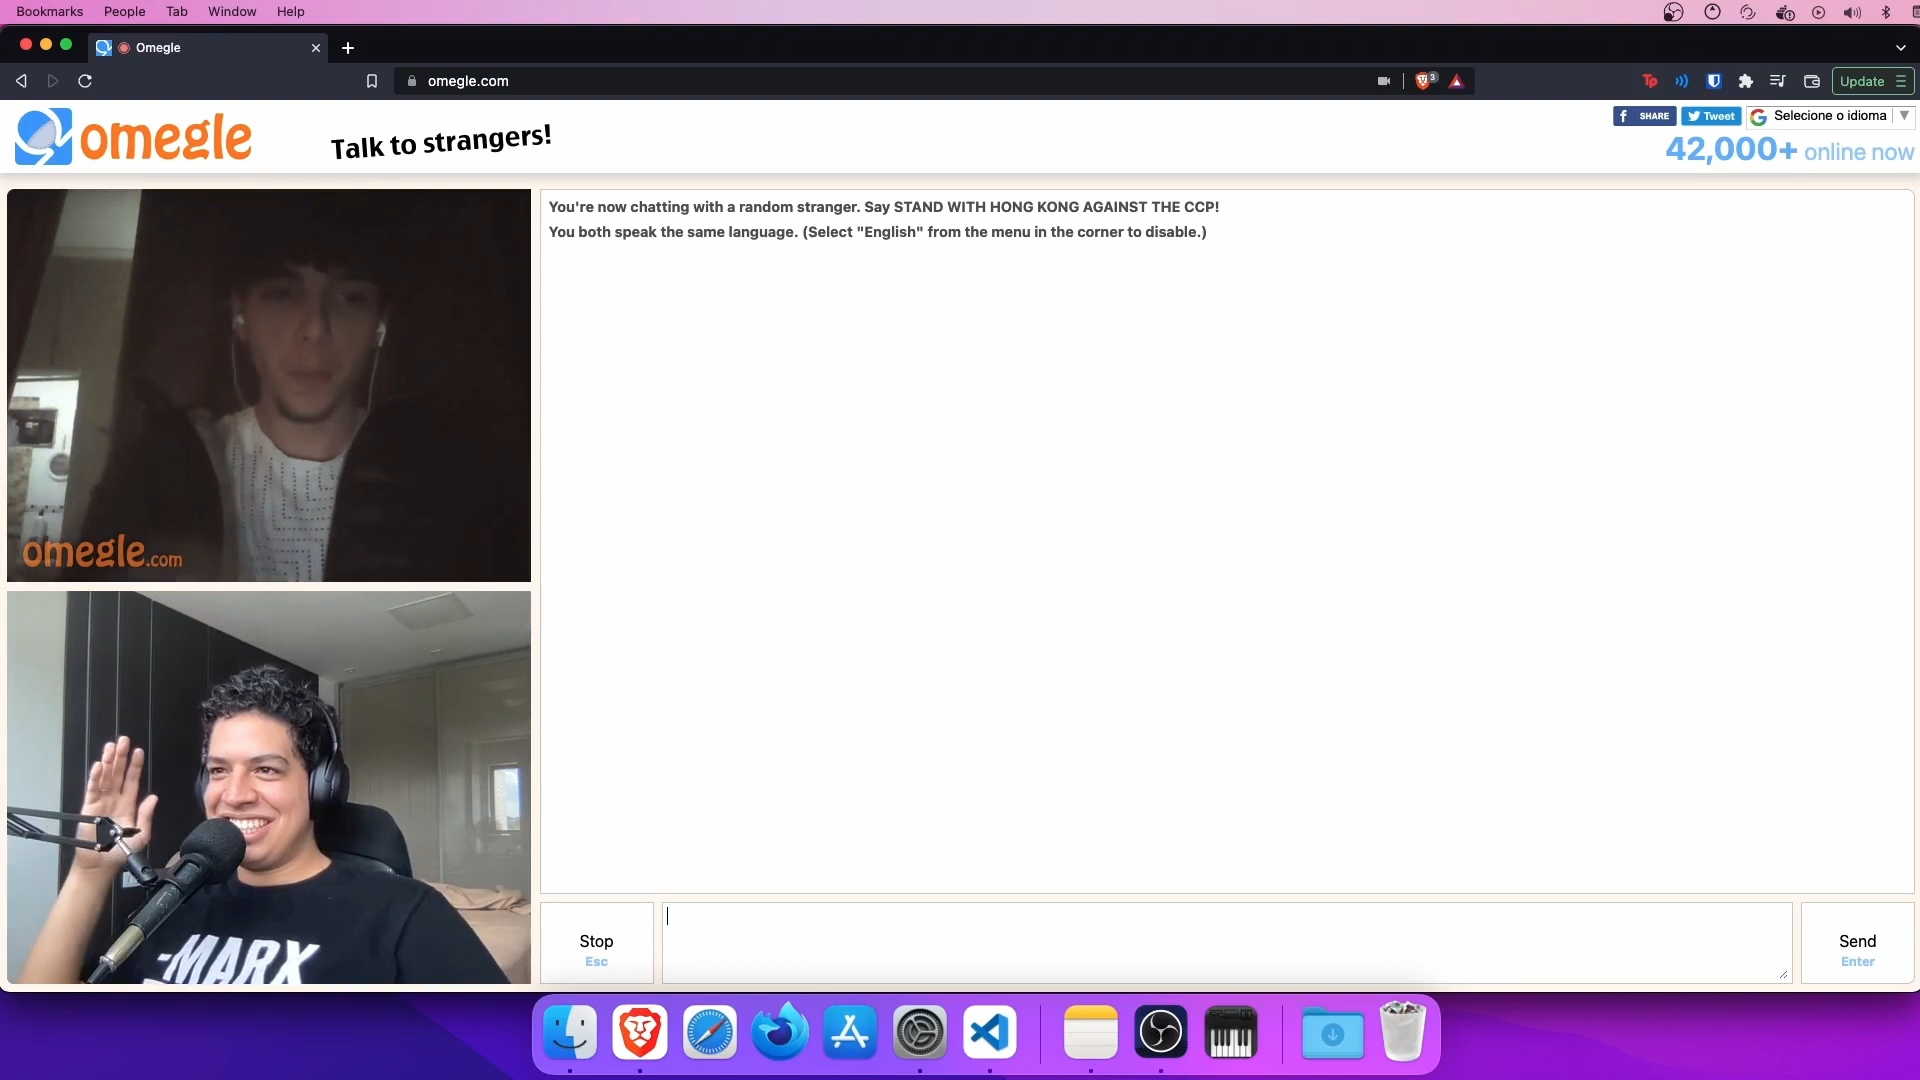 Bookmarks People Tab Window Help
Omegle
omegle.com
3
Update
omegle
Talk to strangers!
f SHARE
Tweet
Selecione o idioma
42,000+ online now
You're now chatting with a random stranger. Say STAND WITH HONG KONG AGAINST THE CCP!
You both speak the same language. (Select "English" from the menu in the corner to disable.)
omegle.com
-MARX
Stop
Esc
Send
Enter